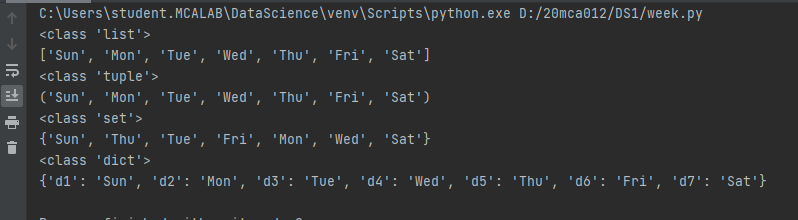 C:\Users\student.MCALAB\DataScience\venv\Scripts\python.exe D:/20mca012/DS1/week.py
<class 'list'>
['Sun', 'Mon', 'Tue', 'Wed', 'Thu', 'Fri', 'Sat']
<class 'tuple'>
('Sun', 'Mon', 'Tue', 'Wed', 'Thu', 'Fri', 'Sat')
<class 'set'>
{'Sun', 'Thu', 'Tue', 'Fri', 'Mon', 'Wed', 'Sat'}
<class 'dict'>
{'d1': 'Sun', 'd2': 'Mon', 'd3': 'Tue', 'd4': 'Wed', 'd5': 'Thu', 'd6': 'Fri', 'd7': 'Sat'}